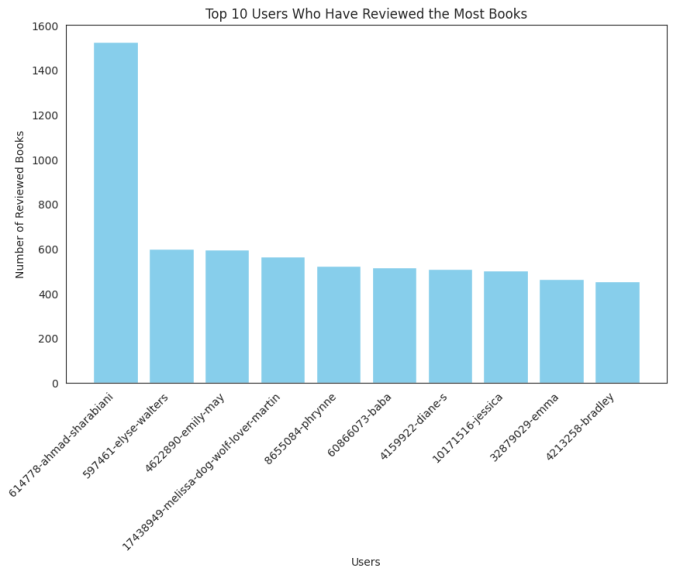 Top 10 Users Who Have Reviewed the Most Books
Number of Reviewed Books
1600
1400
1200
1000
800
600
400
200
0
614778-ahmad-sharabiani
597461-elyse-walters
4622890-emily-may
17438949-melissa-dog-wolf-lover-martin
8655084-phrynne
60866073-baba
4159922-diane-s
10171516-jessica
32879029-emma
4213258-bradley
Users